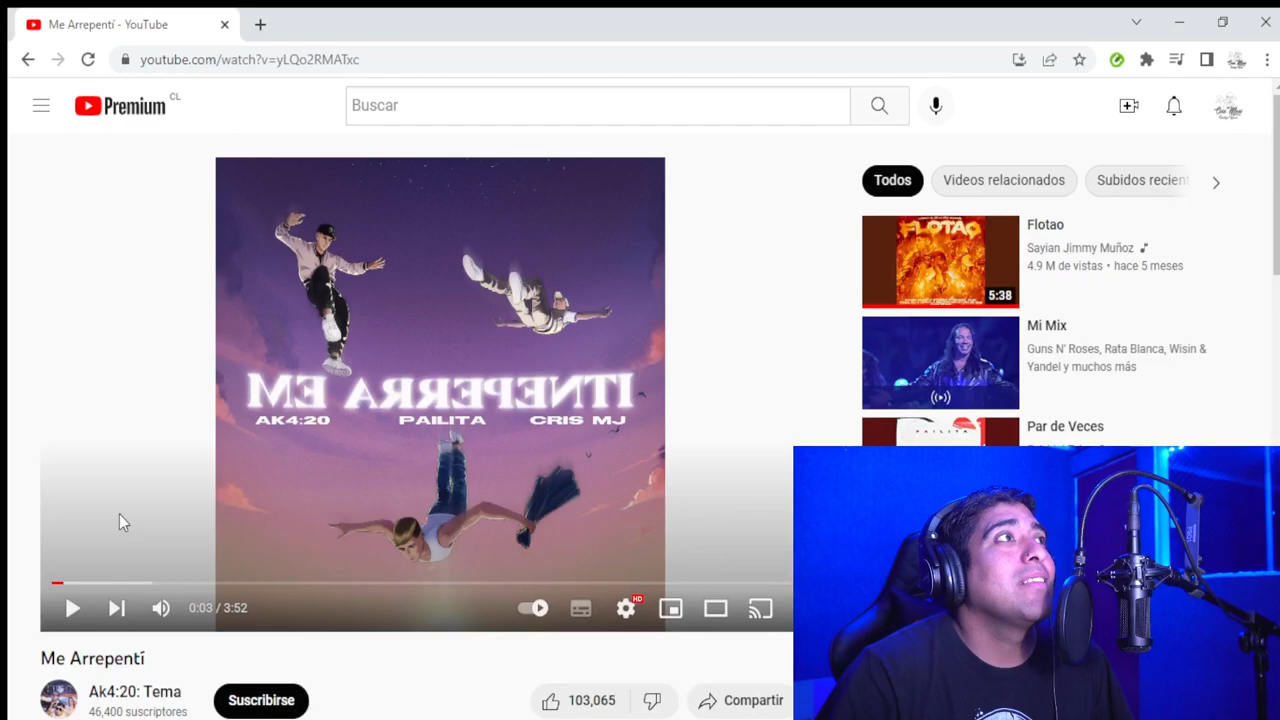 Me Arrepentí - YouTube
youtube.com/watch?v=yLQo2RMATxc
Premium CL
Buscar
Todos
Videos relacionados
Subidos recient
FLOTAO
5:38
Flotao
Sayian Jimmy Muñoz
4.9 M de vistas • hace 5 meses
Mi Mix
Guns N' Roses, Rata Blanca, Wisin &
Yandel y muchos más
PAILITA
Par de Veces
ME ARREPENTI
AK4:20 PAILITA CRIS MJ
0:03 / 3:52
HD
Me Arrepentí
Ak4:20: Tema
46,400 suscriptores
Suscribirse
103,065
Compartir